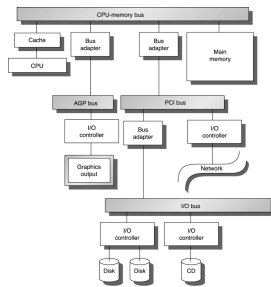 CPU-memory bus
Cache
Bus
adapter
Bus
adapter
Main
memory
CPU
AGP bus
PCI bus
I/O
controller
Bus
adapter
I/O
controller
Graphics
output
Network
I/O bus
I/O
controller
I/O
controller
Disk
Disk
CD